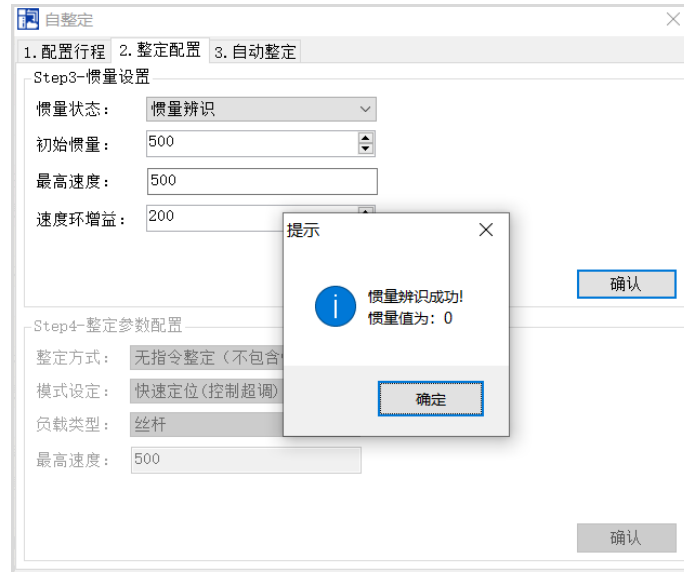 自整定
1.配置行程 2.整定配置 3.自动整定
Step3-惯量设置
惯量状态： 惯量辨识
初始惯量： 500
最高速度： 500
速度环增益： 200
提示
惯量辨识成功!
惯量值为: 0
确定
确认
Step4-整定参数配置
整定方式： 无指令整定（不包含
模式设定： 快速定位(控制超调)
负载类型： 丝杆
最高速度： 500
确认